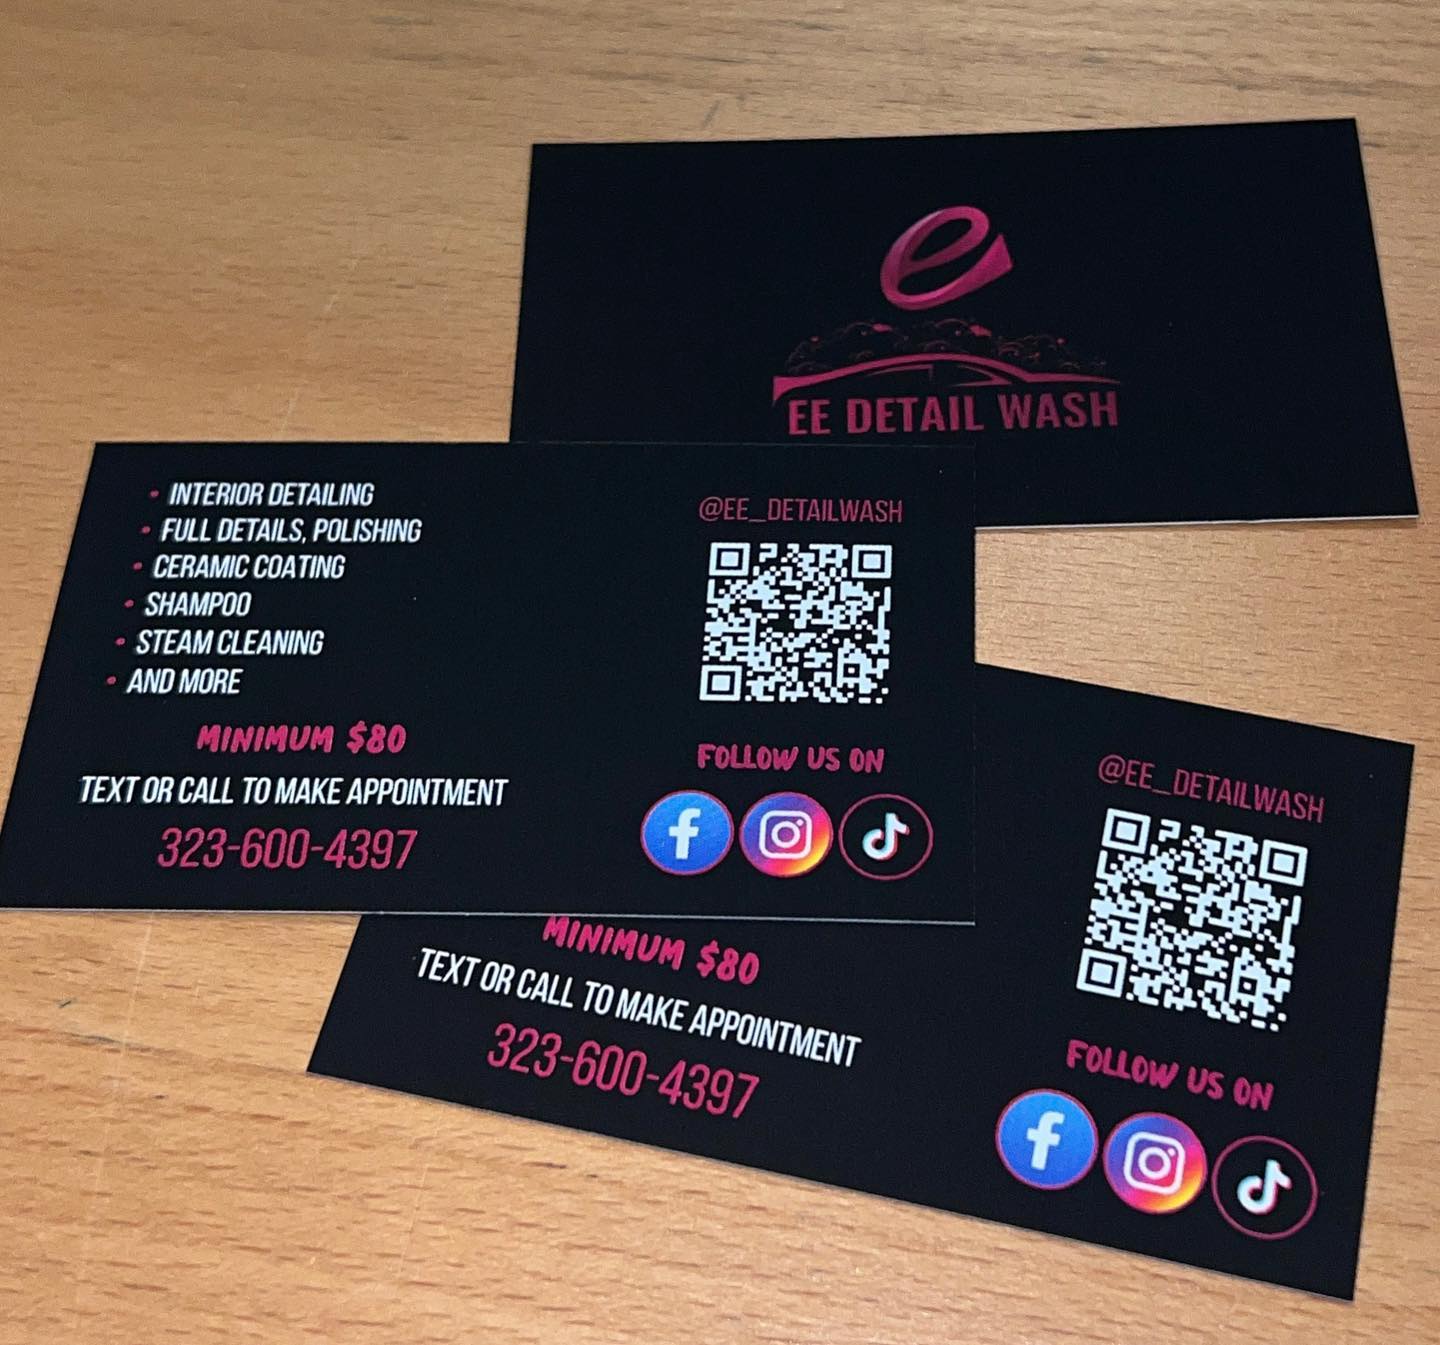 e
EE DETAIL WASH
• INTERIOR DETAILING
• FULL DETAILS, POLISHING
• CERAMIC COATING
• SHAMPOO
• STEAM CLEANING
• AND MORE
MINIMUM $80
TEXT OR CALL TO MAKE APPOINTMENT
323-600-4397
@EE_DETAILWASH
FOLLOW US ON
MINIMUM $80
TEXT OR CALL TO MAKE APPOINTMENT
323-600-4397
@EE_DETAILWASH
FOLLOW US ON